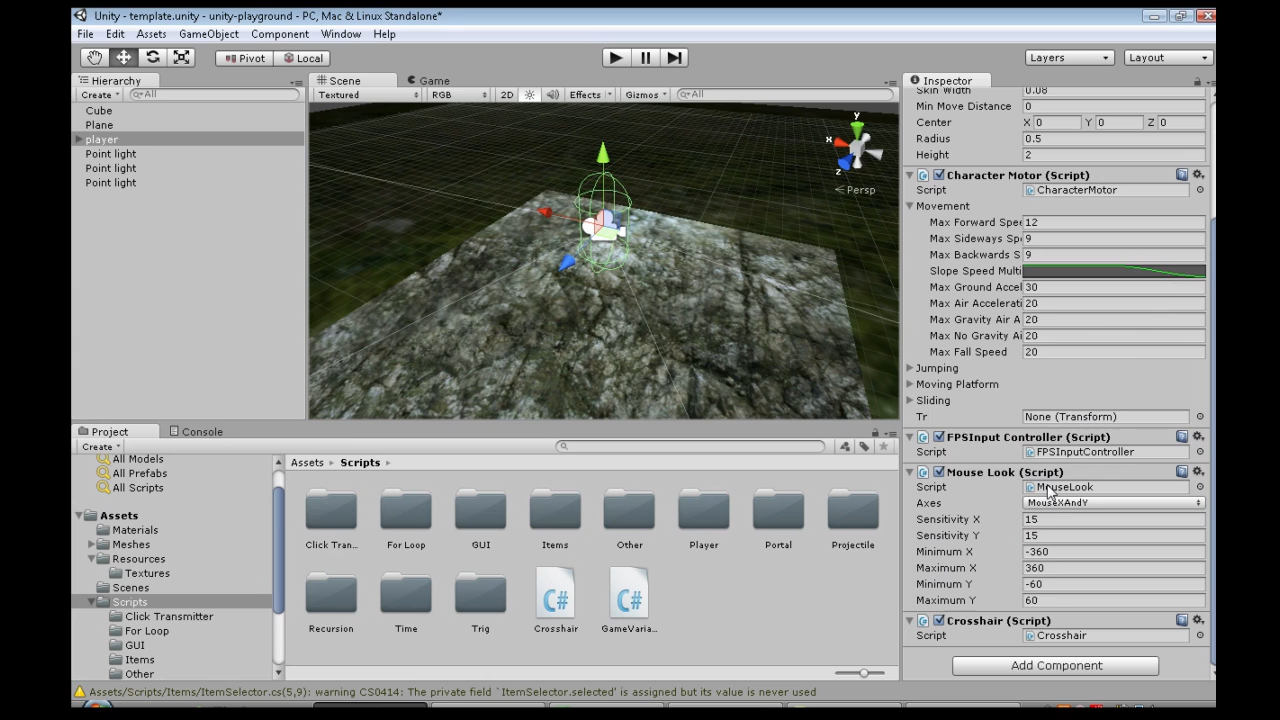 Unity - template.unity - unity-playground - PC, Mac & Linux Standalone*
File Edit Assets GameObject Component Window Help
Pivot Local Layers Layout
Hierarchy
Create All
Cube
Plane
player
Point light
Point light
Point light
Scene Game
Textured RGB 2D Effects Gizmos All
y
x
z
Persp
Inspector
Skin Width 0.08
Min Move Distance 0
Center X 0 Y 0 Z 0
Radius 0.5
Height 2
Character Motor (Script)
Script CharacterMotor
Movement
Max Forward Spee 12
Max Sideways Sp 9
Max Backwards S 9
Slope Speed Multi
Max Ground Accel 30
Max Air Accelerati 20
Max Gravity Air A 20
Max No Gravity Ai 20
Max Fall Speed 20
Jumping
Moving Platform
Sliding
Tr None (Transform)
FPSInput Controller (Script)
Script FPSInputController
Mouse Look (Script)
Script MouseLook
Axes MouseXAndY
Sensitivity X 15
Sensitivity Y 15
Minimum X -360
Maximum X 360
Minimum Y -60
Maximum Y 60
Crosshair (Script)
Script Crosshair
Add Component
Project Console
Create
All Models
All Prefabs
All Scripts
Assets
Materials
Meshes
Resources
Textures
Scenes
Scripts
Click Transmitter
For Loop
GUI
Items
Other
Assets Scripts
Click Tran... For Loop GUI Items Other Player Portal Projectile
C# C#
Recursion Time Trig Crosshair GameVaria...
Assets/Scripts/Items/ItemSelector.cs(5,9): warning CS0414: The private field `ItemSelector.selected' is assigned but its value is never used